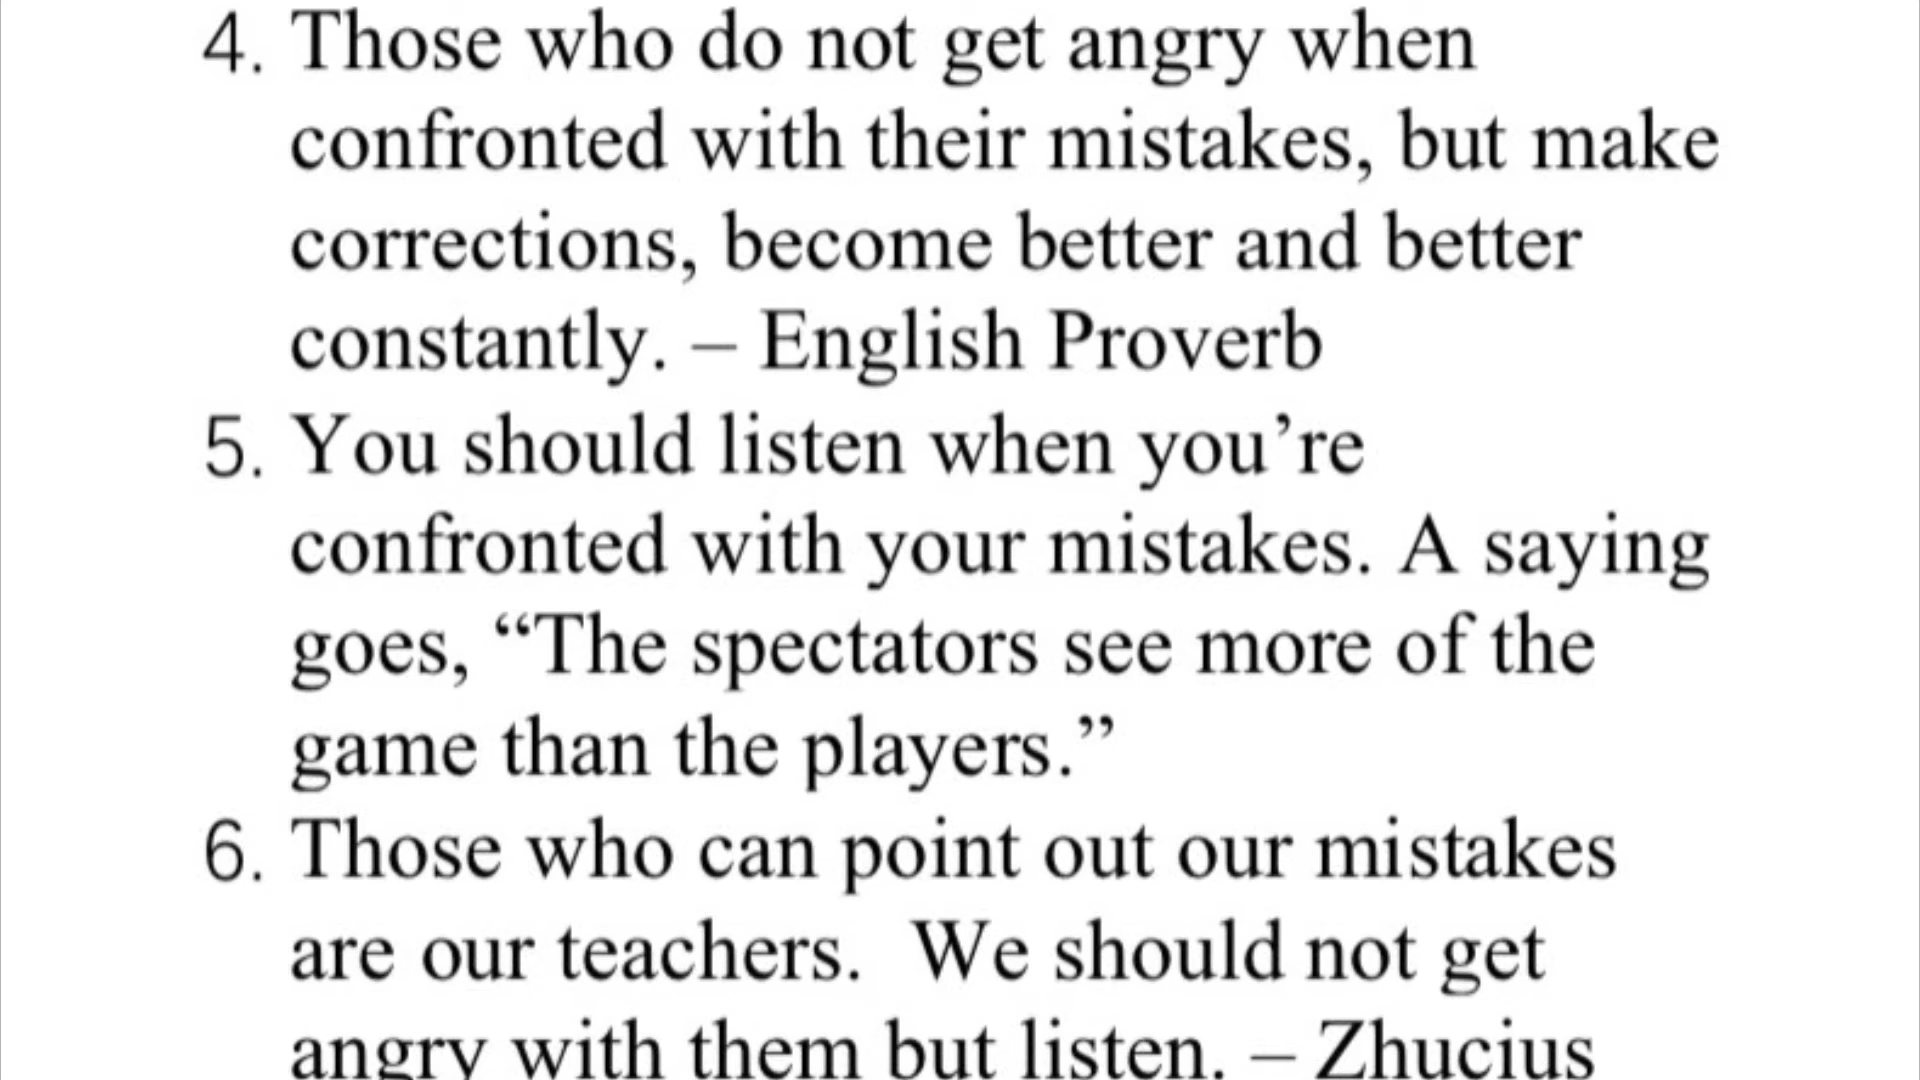 4. Those who do not get angry when
confronted with their mistakes, but make
corrections, become better and better
constantly. – English Proverb
5. You should listen when you’re
confronted with your mistakes. A saying
goes, “The spectators see more of the
game than the players.”
6. Those who can point out our mistakes
are our teachers.  We should not get
angry with them but listen. – Zhucius